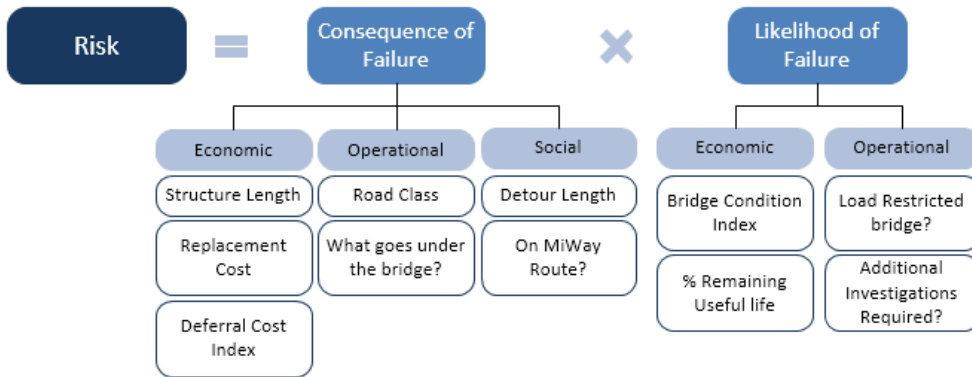 Risk
=
Consequence of
Failure
×
Likelihood of
Failure
Economic
Operational
Social
Economic
Operational
Structure Length
Road Class
Detour Length
Bridge Condition
Index
Load Restricted
bridge?
Replacement
Cost
What goes under
the bridge?
On MiWay
Route?
% Remaining
Useful life
Additional
Investigations
Required?
Deferral Cost
Index